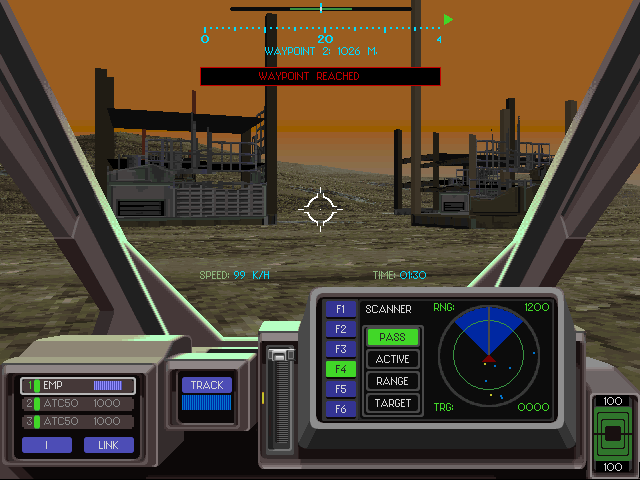 0 20 4
WAYPOINT 2: 1026 M.
WAYPOINT REACHED
SPEED: 99 K/H TIME: 01:30
F1 SCANNER RNG: 1200
F2
PASS
F3
ACTIVE
F4
RANGE
F5
TARGET
F6
TRG: 0000
1 EMP
2 ATC50 1000
3 ATC50 1000
I LINK
TRACK
100
100